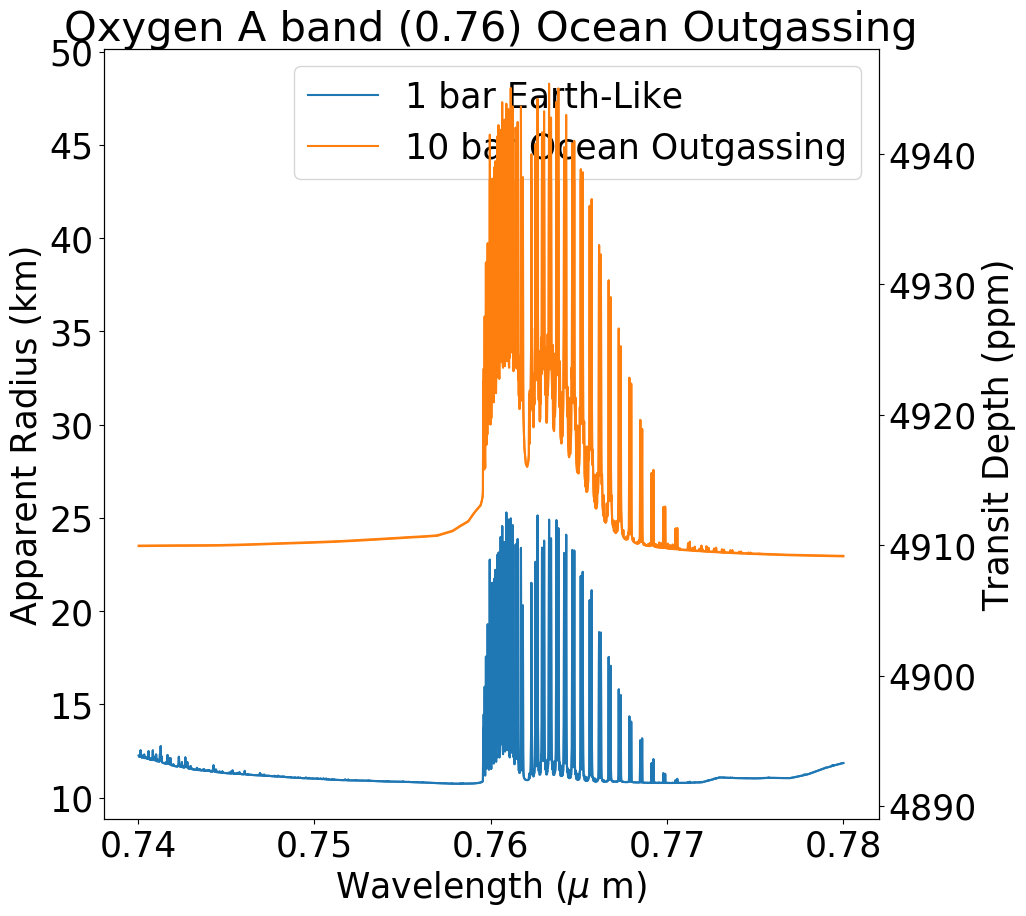 Oxygen A band (0.76) Ocean Outgassing
1 bar Earth-Like
10 bar Ocean Outgassing
Apparent Radius (km)
50
45
40
35
30
25
20
15
10
4940
4930
4920
4910
4900
4890
Transit Depth (ppm)
0.74 0.75 0.76 0.77 0.78
Wavelength (μ m)